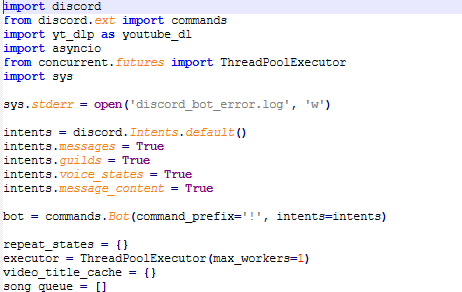 import discord
from discord.ext import commands
import yt_dlp as youtube_dl
import asyncio
from concurrent.futures import ThreadPoolExecutor
import sys
sys.stderr = open('discord_bot_error.log', 'w')
intents = discord.Intents.default()
intents.messages = True
intents.guilds = True
intents.voice_states = True
intents.message_content = True
bot = commands.Bot(command_prefix='!', intents=intents)
repeat_states = {}
executor = ThreadPoolExecutor(max_workers=1)
video_title_cache = {}
song_queue = []